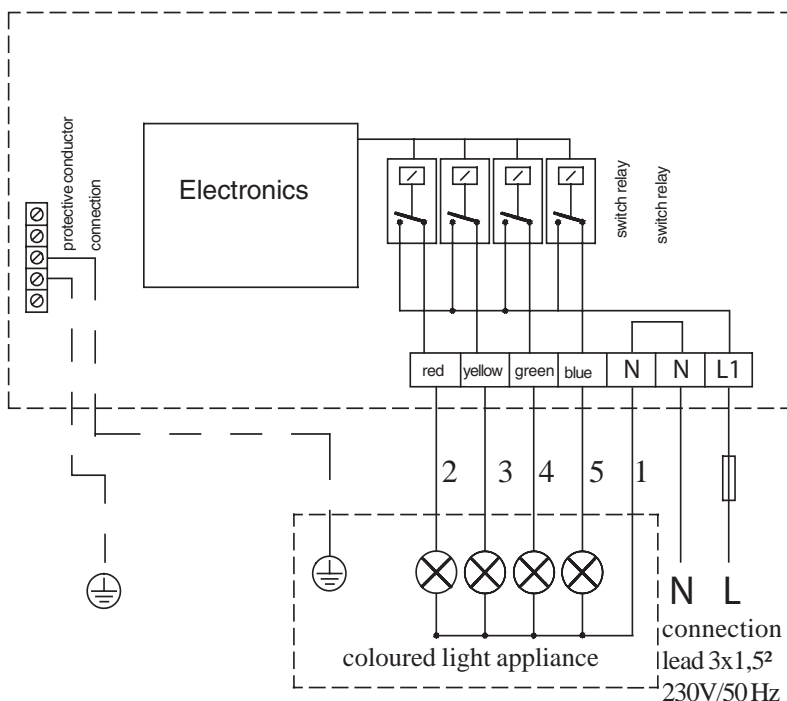 protective conductor
connection
Electronics
switch relay
switch relay
red yellow green blue N N L1
2 3 4 5 1
N L
coloured light appliance
connection
lead 3x1,5²
230V/50 Hz